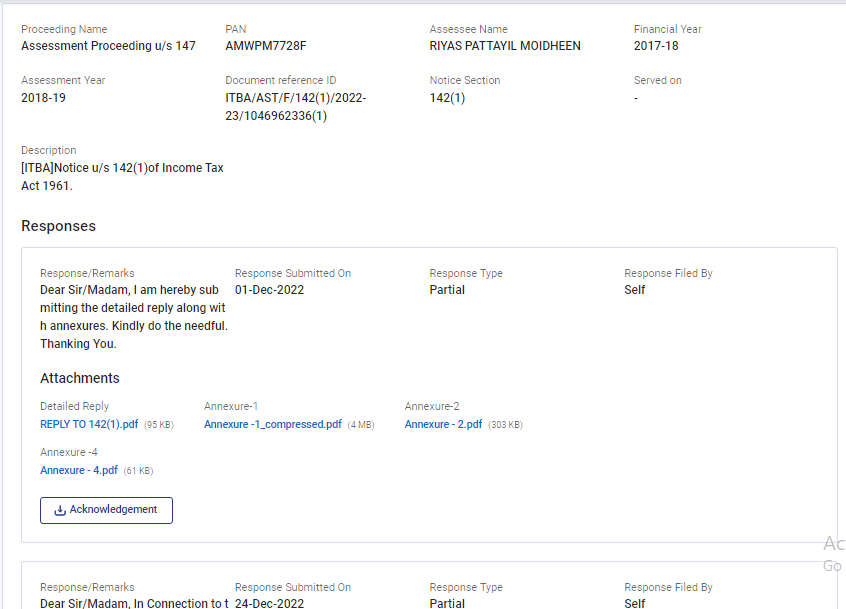 Proceeding Name PAN Assessee Name Financial Year
Assessment Proceeding u/s 147 AMWPM7728F RIYAS PATTAYIL MOIDHEEN 2017-18
Assessment Year Document reference ID Notice Section Served on
2018-19 ITBA/AST/F/142(1)/2022- 142(1) -
23/1046962336(1)
Description
[ITBA]Notice u/s 142(1)of Income Tax
Act 1961.
Responses
Response/Remarks Response Submitted On Response Type Response Filed By
Dear Sir/Madam, I am hereby sub 01-Dec-2022 Partial Self
mitting the detailed reply along wit
h annexures. Kindly do the needful.
Thanking You.
Attachments
Detailed Reply Annexure-1 Annexure-2
REPLY TO 142(1).pdf (95 KB) Annexure -1_compressed.pdf (4 MB) Annexure - 2.pdf (303 KB)
Annexure -4
Annexure - 4.pdf (61 KB)
Acknowledgement
Ac
Go
Response/Remarks Response Submitted On Response Type Response Filed By
Dear Sir/Madam, In Connection to t 24-Dec-2022 Partial Self